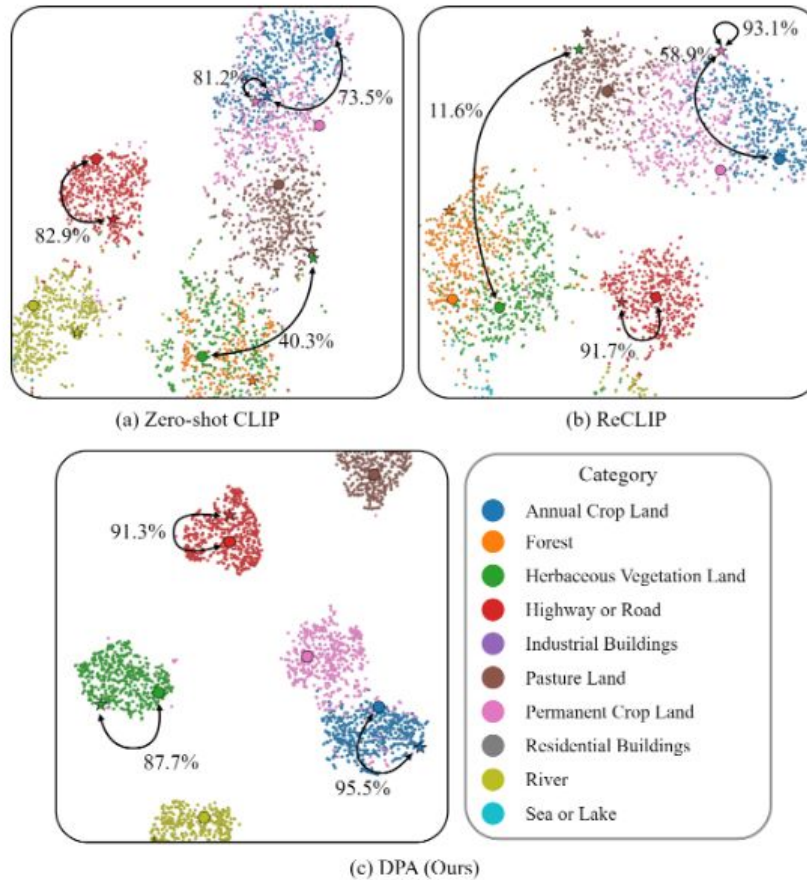 81.2%
73.5%
82.9%
40.3%
(a) Zero-shot CLIP
93.1%
58.9%
11.6%
91.7%
(b) ReCLIP
91.3%
87.7%
95.5%
Category
Annual Crop Land
Forest
Herbaceous Vegetation Land
Highway or Road
Industrial Buildings
Pasture Land
Permanent Crop Land
Residential Buildings
River
Sea or Lake
(c) DPA (Ours)